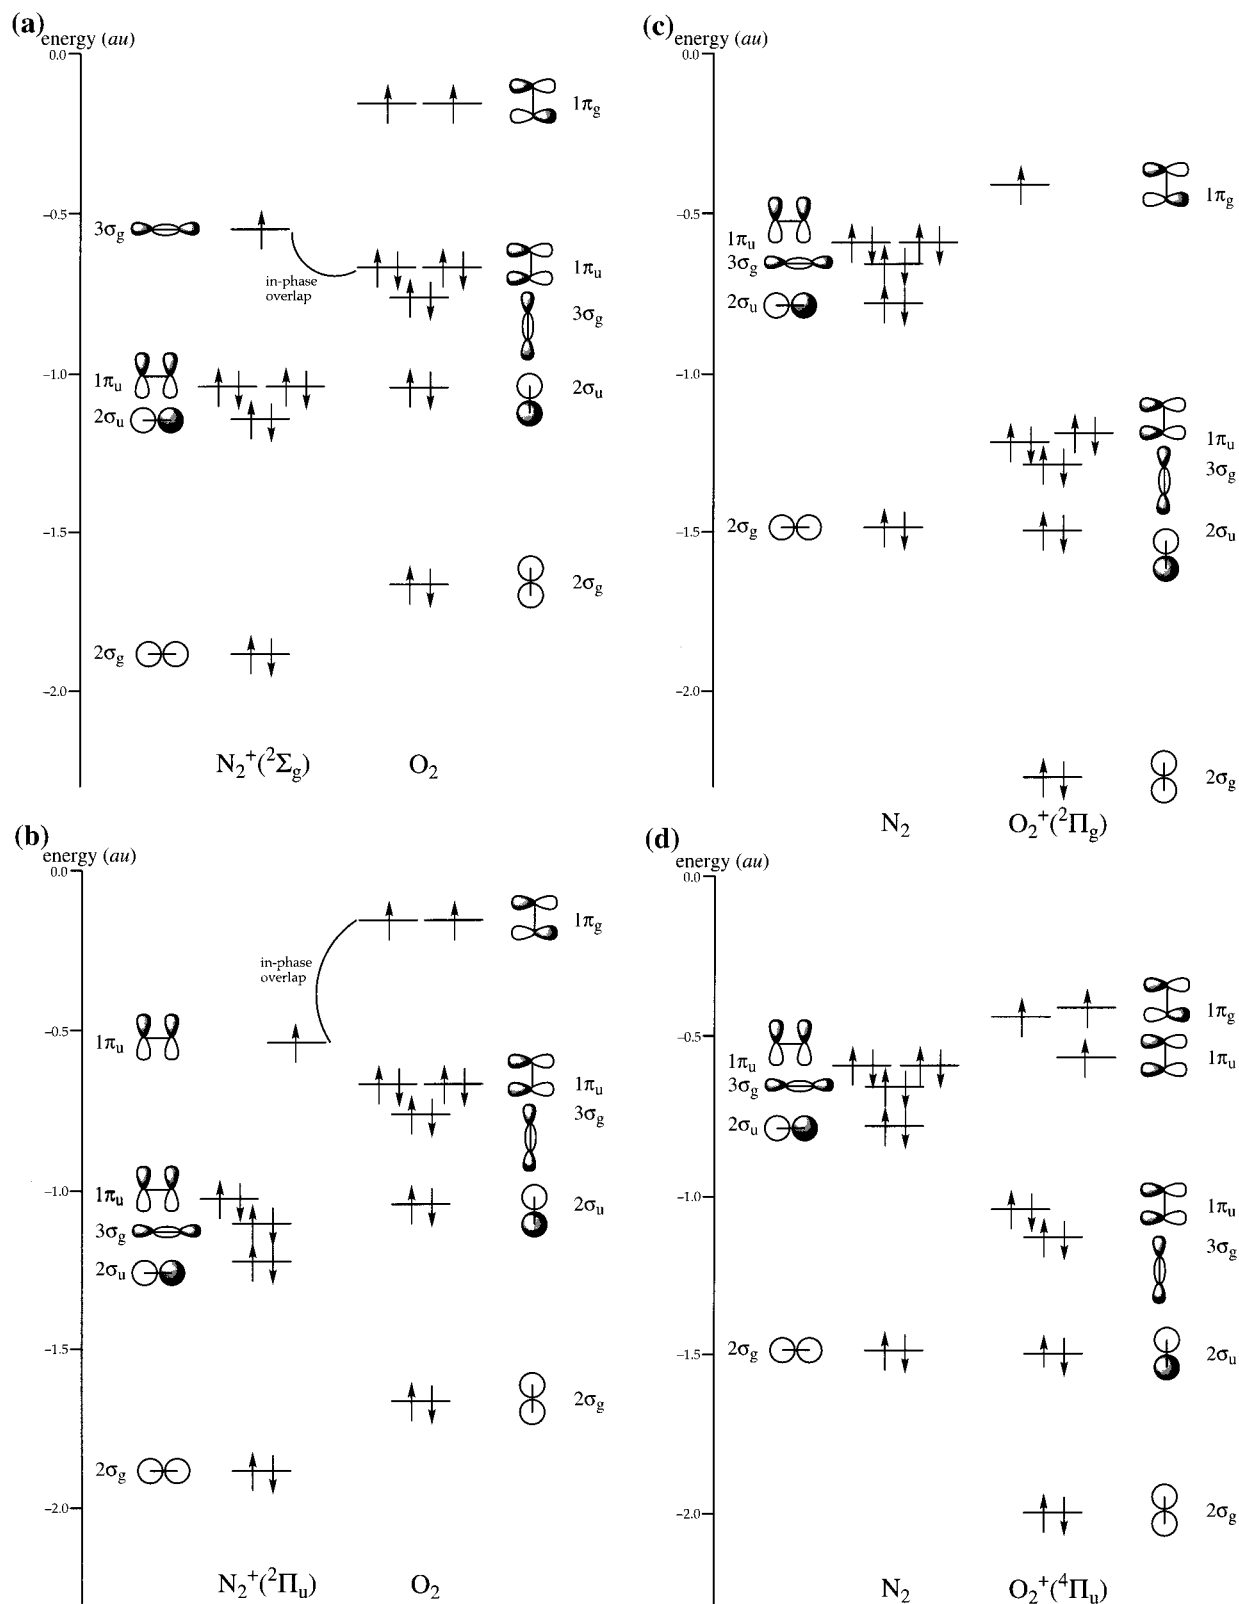 (a)
energy (au)
0.0
1πg
−0.5
3σg
in-phase
overlap
1πu
3σg
−1.0
1πu
2σu
2σu
−1.5
2σg
2σg
−2.0
N₂⁺(²Σg)
O₂
(c)
energy (au)
0.0
1πg
−0.5
1πu
3σg
2σu
−1.0
1πu
3σg
−1.5
2σg
2σu
−2.0
2σg
N₂
O₂⁺(²Πg)
(b)
energy (au)
0.0
1πg
in-phase
overlap
−0.5
1πu
1πu
3σg
−1.0
1πu
3σg
2σu
2σu
−1.5
2σg
2σg
−2.0
N₂⁺(²Πu)
O₂
(d)
energy (au)
0.0
1πg
−0.5
1πu
1πu
3σg
2σu
−1.0
1πu
3σg
−1.5
2σg
2σu
−2.0
2σg
N₂
O₂⁺(⁴Πu)